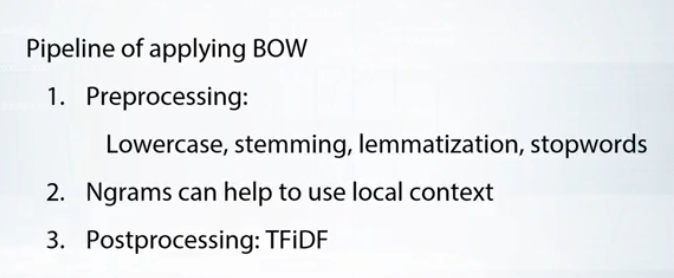 Pipeline of applying BOW
1. Preprocessing:
Lowercase, stemming, lemmatization, stopwords
2. Ngrams can help to use local context
3. Postprocessing: TFiDF